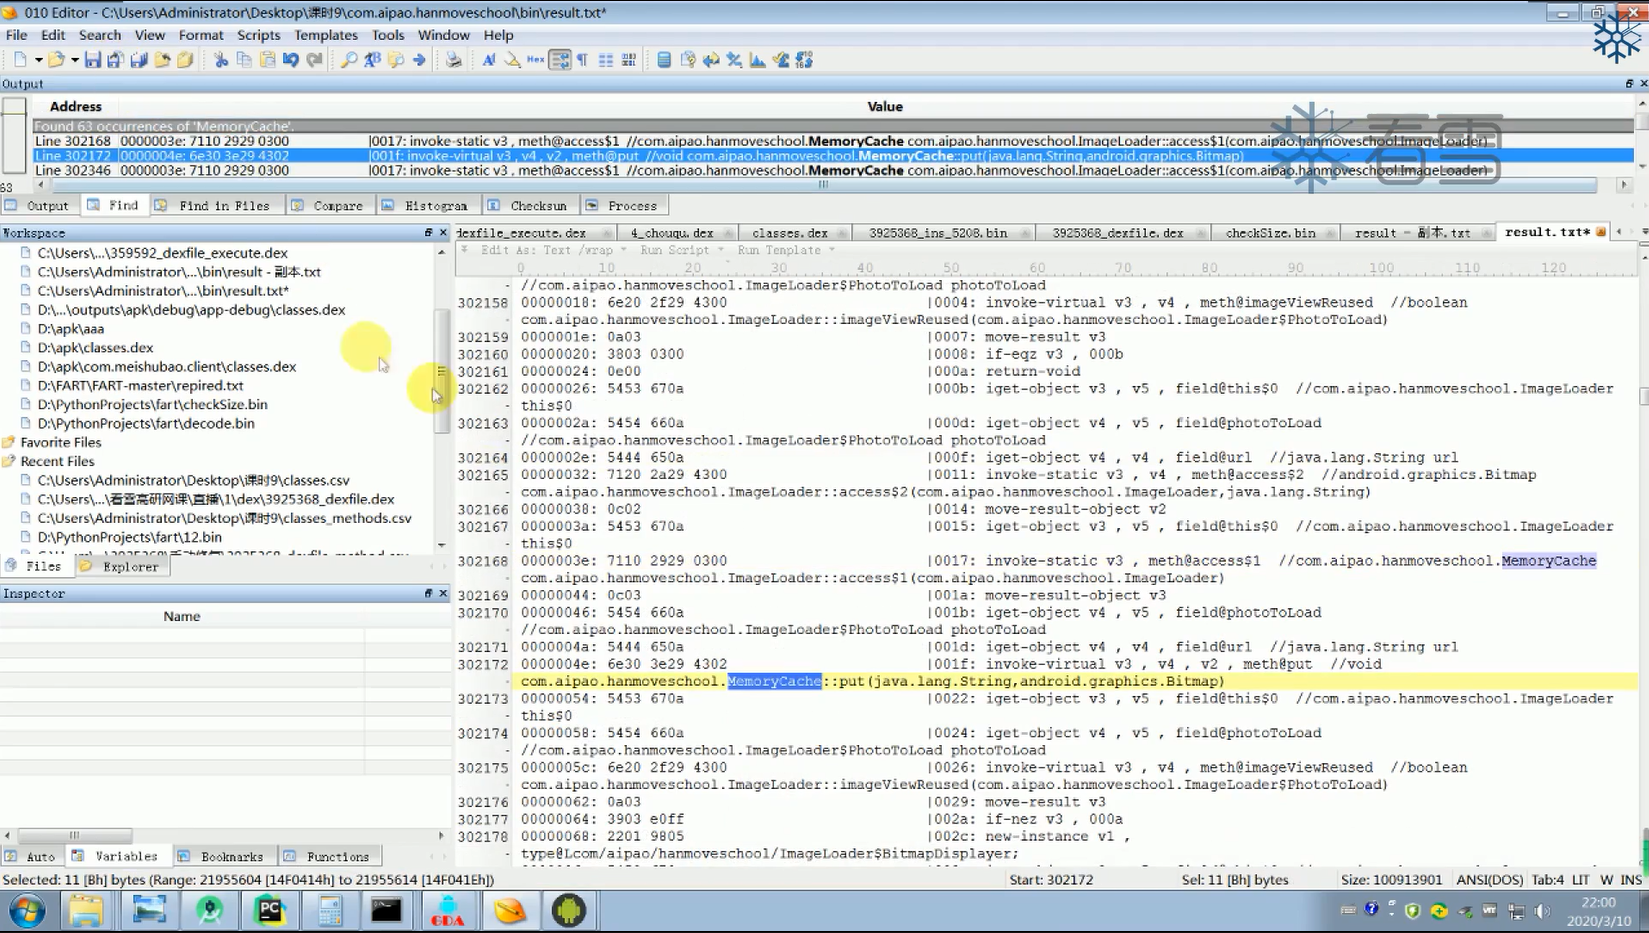 010 Editor - C:\Users\Administrator\Desktop\课时9\com.aipao.hanmoveschool\bin\result.txt*
File Edit Search View Format Scripts Templates Tools Window Help
Hex
看雪
Output
Address Value
Found 63 occurrences of 'MemoryCache'.
Line 302168 0000003e: 7110 2929 0300 |0017: invoke-static v3 , meth@access$1 //com.aipao.hanmoveschool.MemoryCache com.aipao.hanmoveschool.ImageLoader::access$1(com.aipao.hanmoveschool.ImageLoader)
Line 302172 0000004e: 6e30 3e29 4302 |001f: invoke-virtual v3 , v4 , v2 , meth@put //void com.aipao.hanmoveschool.MemoryCache::put(java.lang.String,android.graphics.Bitmap)
Line 302346 0000003e: 7110 2929 0300 |0017: invoke-static v3 , meth@access$1 //com.aipao.hanmoveschool.MemoryCache com.aipao.hanmoveschool.ImageLoader::access$1(com.aipao.hanmoveschool.ImageLoader)
63
Output Find Find in Files Compare Histogram Checksum Process
Workspace
C:\Users\...\359592_dexfile_execute.dex
C:\Users\Administrator\...\bin\result - 副本.txt
C:\Users\Administrator\...\bin\result.txt*
D:\...\outputs\apk\debug\app-debug\classes.dex
D:\apk\aaa
D:\apk\classes.dex
D:\apk\com.meishubao.client\classes.dex
D:\FART\FART-master\repired.txt
D:\PythonProjects\fart\checkSize.bin
D:\PythonProjects\fart\decode.bin
Favorite Files
Recent Files
C:\Users\Administrator\Desktop\课时9\classes.csv
C:\Users\...\看雪高研网课\直播\1\dex\3925368_dexfile.dex
C:\Users\Administrator\Desktop\课时9\classes_methods.csv
D:\PythonProjects\fart\12.bin
Files Explorer
Inspector
Name
Auto Variables Bookmarks Functions
exfile_execute.dex 4_chouqu.dex classes.dex 3925368_ins_5208.bin 3925368_dexfile.dex checkSize.bin result - 副本.txt result.txt*
Edit As: Text /wrap Run Script Run Template
0 10 20 30 40 50 60 70 80 90 100 110 120
//com.aipao.hanmoveschool.ImageLoader$PhotoToLoad photoToLoad
302158 00000018: 6e20 2f29 4300 |0004: invoke-virtual v3 , v4 , meth@imageViewReused //boolean
com.aipao.hanmoveschool.ImageLoader::imageViewReused(com.aipao.hanmoveschool.ImageLoader$PhotoToLoad)
302159 0000001e: 0a03 |0007: move-result v3
302160 00000020: 3803 0300 |0008: if-eqz v3 , 000b
302161 00000024: 0e00 |000a: return-void
302162 00000026: 5453 670a |000b: iget-object v3 , v5 , field@this$0 //com.aipao.hanmoveschool.ImageLoader
this$0
302163 0000002a: 5454 660a |000d: iget-object v4 , v5 , field@photoToLoad
//com.aipao.hanmoveschool.ImageLoader$PhotoToLoad photoToLoad
302164 0000002e: 5444 650a |000f: iget-object v4 , v4 , field@url //java.lang.String url
302165 00000032: 7120 2a29 4300 |0011: invoke-static v3 , v4 , meth@access$2 //android.graphics.Bitmap
com.aipao.hanmoveschool.ImageLoader::access$2(com.aipao.hanmoveschool.ImageLoader,java.lang.String)
302166 00000038: 0c02 |0014: move-result-object v2
302167 0000003a: 5453 670a |0015: iget-object v3 , v5 , field@this$0 //com.aipao.hanmoveschool.ImageLoader
this$0
302168 0000003e: 7110 2929 0300 |0017: invoke-static v3 , meth@access$1 //com.aipao.hanmoveschool.MemoryCache
com.aipao.hanmoveschool.ImageLoader::access$1(com.aipao.hanmoveschool.ImageLoader)
302169 00000044: 0c03 |001a: move-result-object v3
302170 00000046: 5454 660a |001b: iget-object v4 , v5 , field@photoToLoad
//com.aipao.hanmoveschool.ImageLoader$PhotoToLoad photoToLoad
302171 0000004a: 5444 650a |001d: iget-object v4 , v4 , field@url //java.lang.String url
302172 0000004e: 6e30 3e29 4302 |001f: invoke-virtual v3 , v4 , v2 , meth@put //void
com.aipao.hanmoveschool.MemoryCache::put(java.lang.String,android.graphics.Bitmap)
302173 00000054: 5453 670a |0022: iget-object v3 , v5 , field@this$0 //com.aipao.hanmoveschool.ImageLoader
this$0
302174 00000058: 5454 660a |0024: iget-object v4 , v5 , field@photoToLoad
//com.aipao.hanmoveschool.ImageLoader$PhotoToLoad photoToLoad
302175 0000005c: 6e20 2f29 4300 |0026: invoke-virtual v3 , v4 , meth@imageViewReused //boolean
com.aipao.hanmoveschool.ImageLoader::imageViewReused(com.aipao.hanmoveschool.ImageLoader$PhotoToLoad)
302176 00000062: 0a03 |0029: move-result v3
302177 00000064: 3903 e0ff |002a: if-nez v3 , 000a
302178 00000068: 2201 9805 |002c: new-instance v1 ,
type@Lcom/aipao/hanmoveschool/ImageLoader$BitmapDisplayer;
Selected: 11 [Bh] bytes (Range: 21955604 [14F0414h] to 21955614 [14F041Eh]) Start: 302172 Sel: 11 [Bh] bytes Size: 100913901 ANSI(DOS) Tab:4 LIT W INS
PC GDA
22:00
2020/3/10